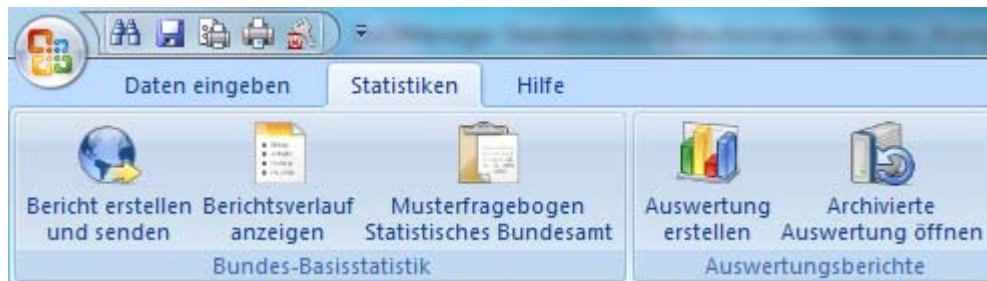 Daten eingeben Statistiken Hilfe
Bericht erstellen und senden
Berichtsverlauf anzeigen
Musterfragebogen Statistisches Bundesamt
Auswertung erstellen
Archivierte Auswertung öffnen
Bundes-Basisstatistik Auswertungsberichte